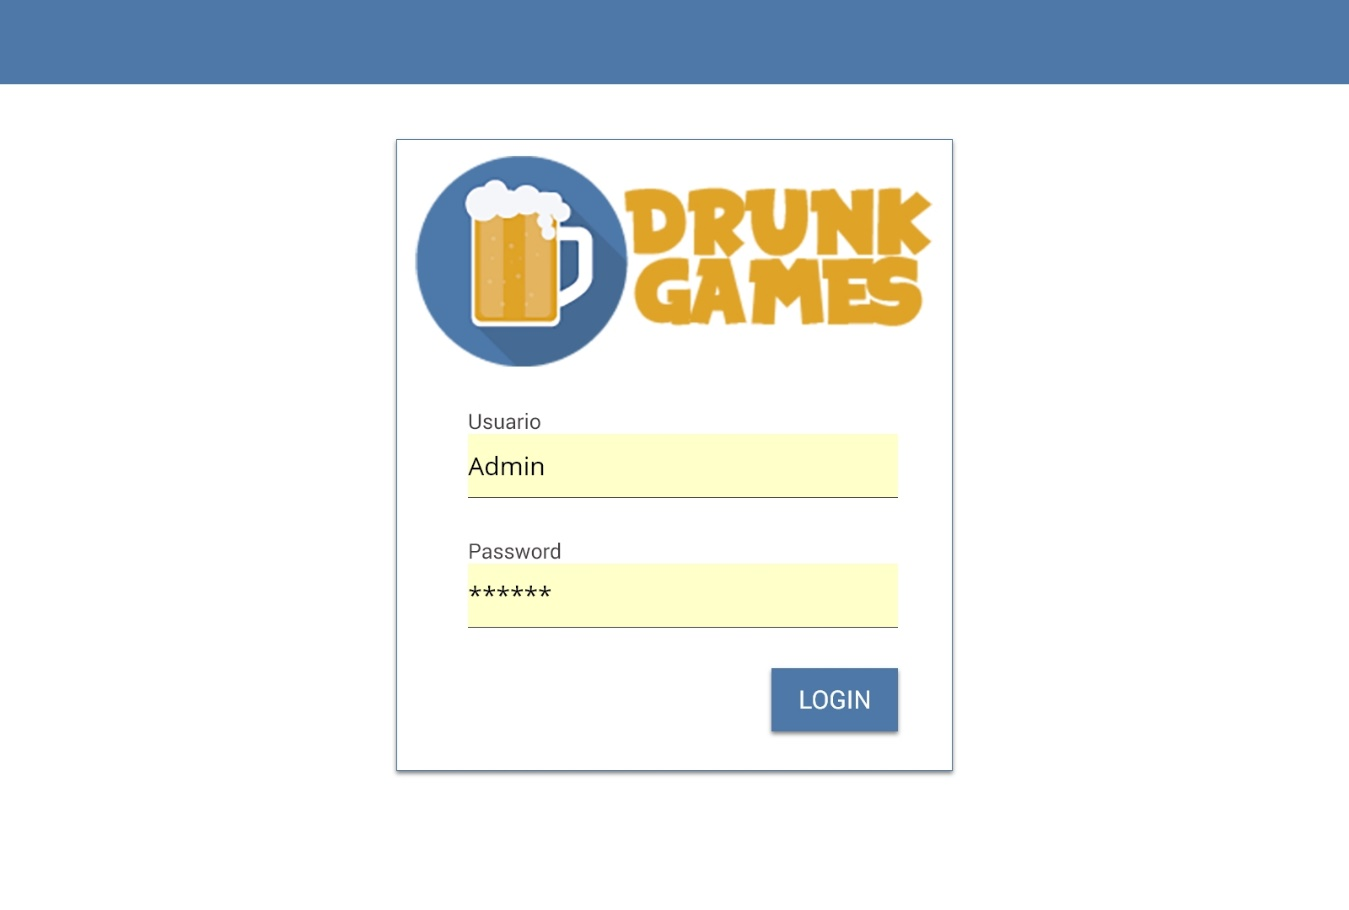 DRUNK
GAMES
Usuario
Admin
Password
******
LOGIN